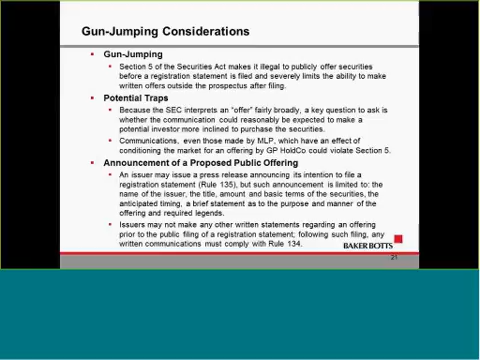 Gun-Jumping Considerations
Gun-Jumping
Section 5 of the Securities Act makes it illegal to publicly offer securities
before a registration statement is filed and severely limits the ability to make
written offers outside the prospectus after filing.
Potential Traps
Because the SEC interprets an “offer” fairly broadly, a key question to ask is
whether the communication could reasonably be expected to make a
potential investor more inclined to purchase the securities.
Communications, even those made by MLP, which have an effect of
conditioning the market for an offering by GP HoldCo could violate Section 5.
Announcement of a Proposed Public Offering
An issuer may issue a press release announcing its intention to file a
registration statement (Rule 135), but such announcement is limited to: the
name of the issuer, the title, amount and basic terms of the securities, the
anticipated timing, a brief statement as to the purpose and manner of the
offering and required legends.
Issuers may not make any other written statements regarding an offering
prior to the public filing of a registration statement; following such filing, any
written communications must comply with Rule 134.
BAKER BOTTS
21